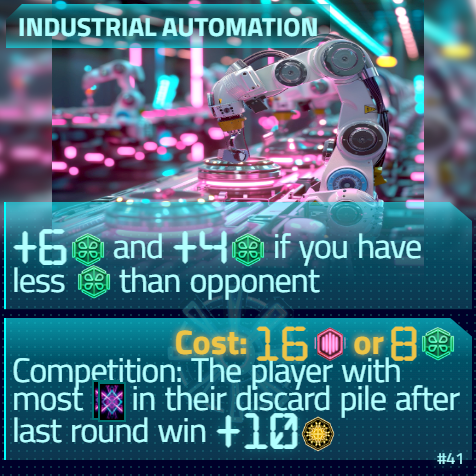 INDUSTRIAL AUTOMATION
+6 and +4 if you have
less than opponent
Cost: 16 or 8
Competition: The player with
most in their discard pile after
last round win +10
#41